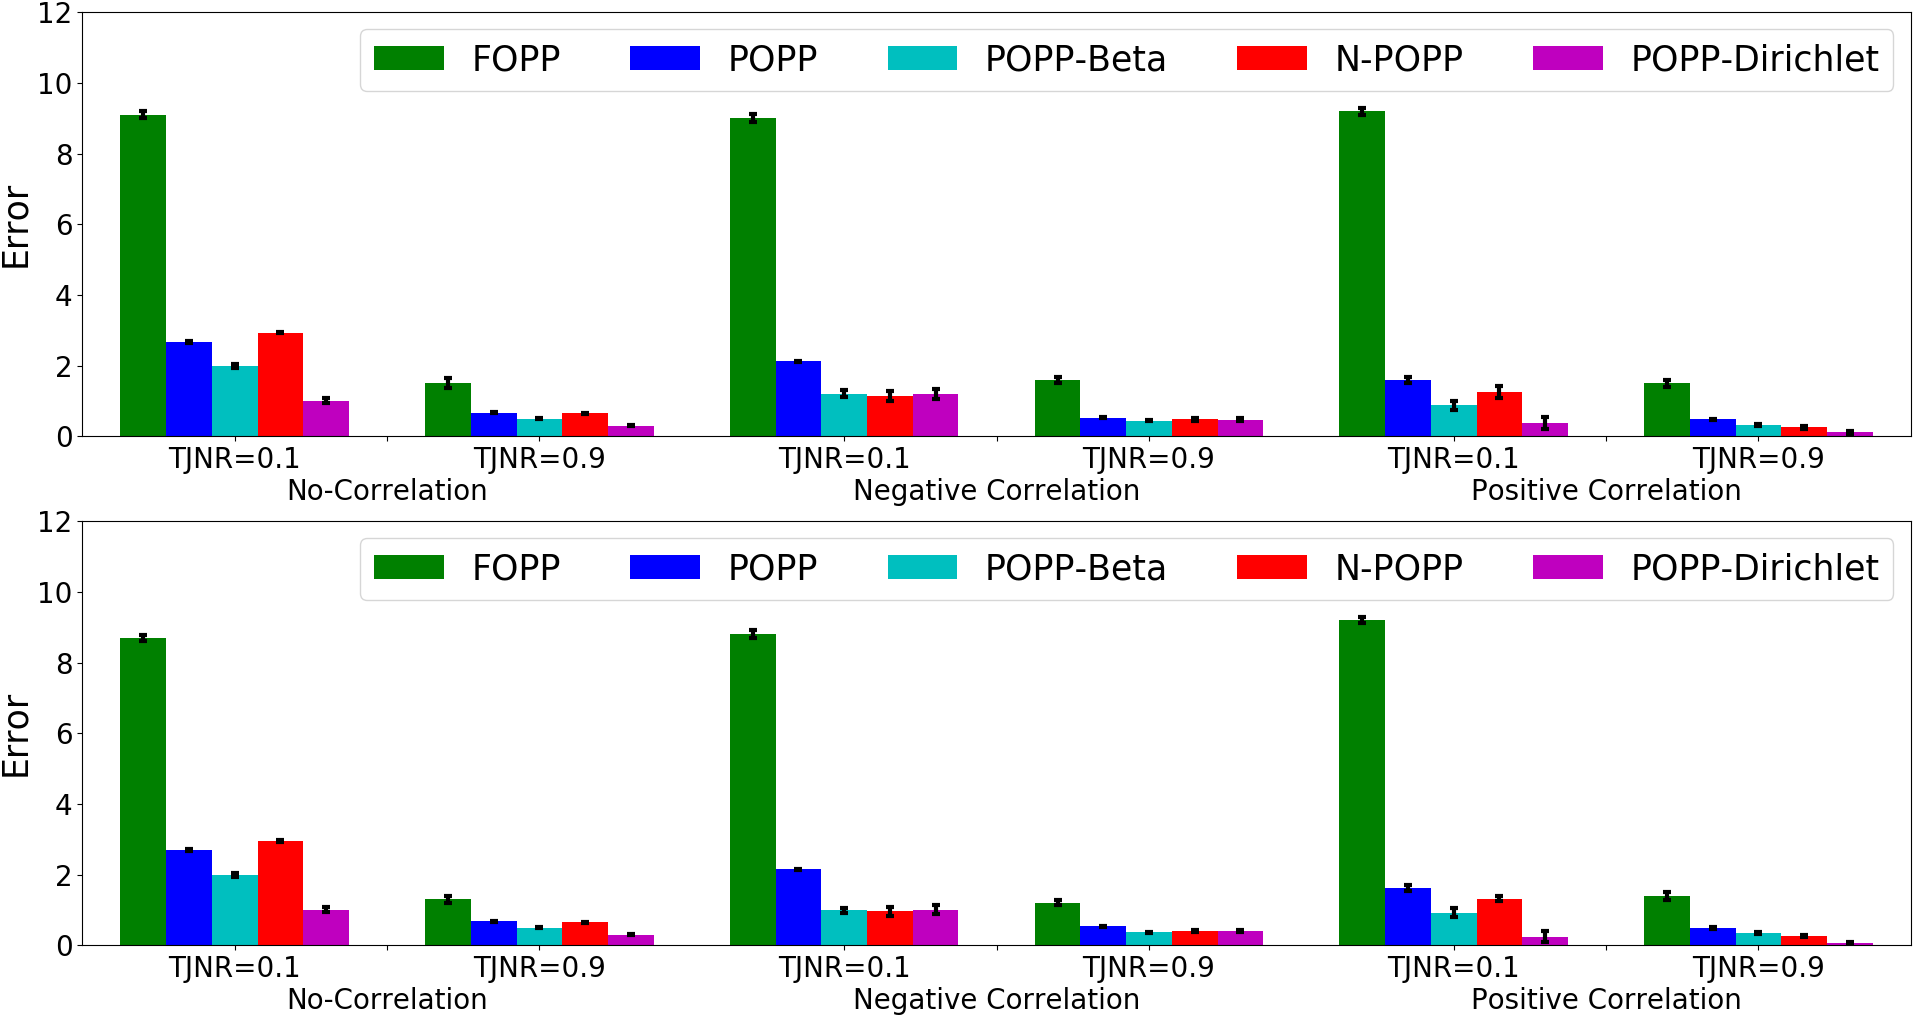 12
FOPP POPP POPP-Beta N-POPP POPP-Dirichlet
10
8
6
4
2
0
Error
TJNR=0.1 TJNR=0.9 TJNR=0.1 TJNR=0.9 TJNR=0.1 TJNR=0.9
No-Correlation Negative Correlation Positive Correlation
12
FOPP POPP POPP-Beta N-POPP POPP-Dirichlet
10
8
6
4
2
0
Error
TJNR=0.1 TJNR=0.9 TJNR=0.1 TJNR=0.9 TJNR=0.1 TJNR=0.9
No-Correlation Negative Correlation Positive Correlation